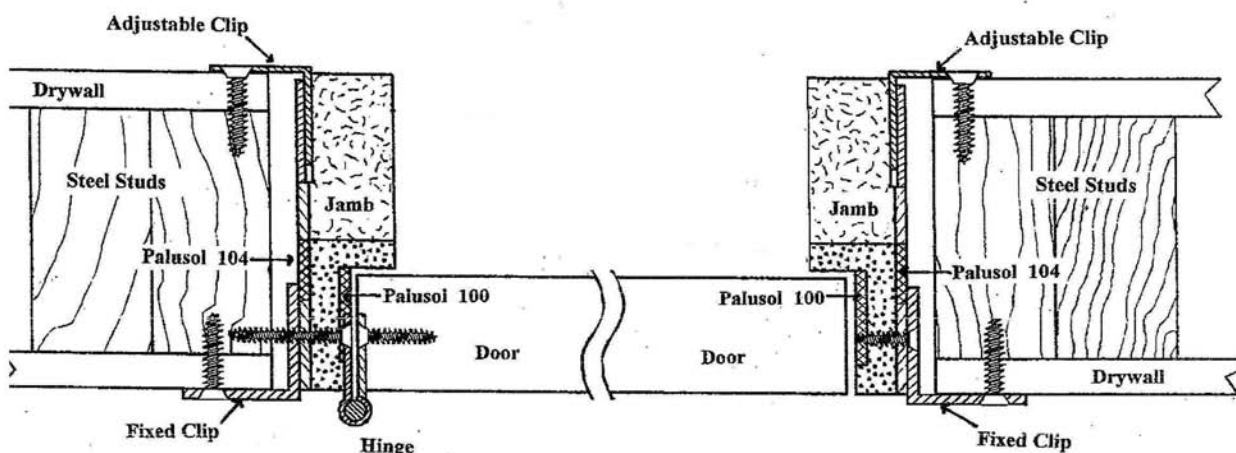 Adjustable Clip
Adjustable Clip
Drywall
Steel Studs
Jamb
Jamb
Steel Studs
Palusol 104
Palusol 104
Palusol 100
Palusol 100
Door
Door
Drywall
Fixed Clip
Hinge
Fixed Clip